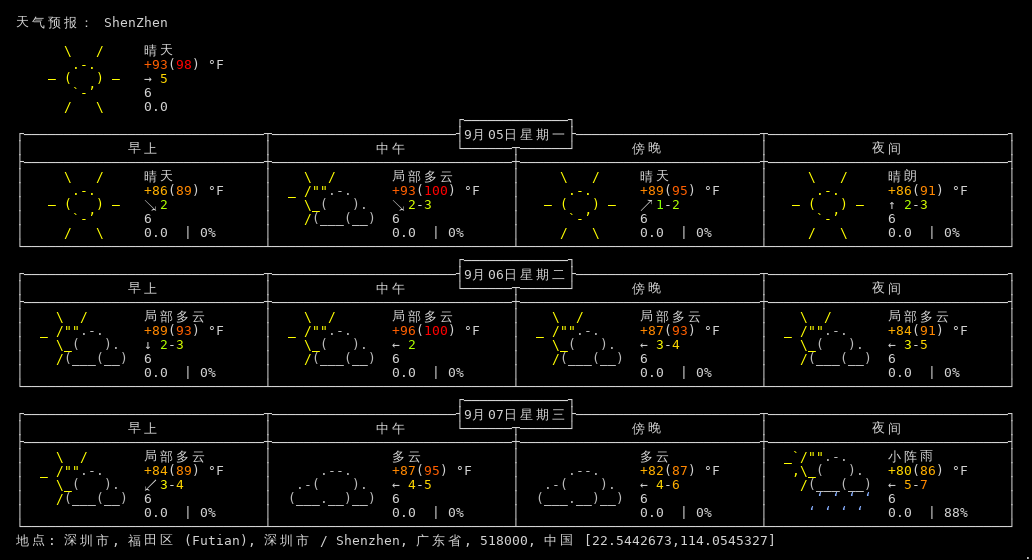 天气预报： ShenZhen
晴天
+93(98) °F
→ 5
6
0.0
9月05日星期一
早上 中午 傍晚 夜间
晴天 局部多云 晴天 晴朗
+86(89) °F +93(100) °F +89(95) °F +86(91) °F
↘ 2 ↘ 2-3 ↗ 1-2 ↑ 2-3
6 6 6 6
0.0 | 0% 0.0 | 0% 0.0 | 0% 0.0 | 0%
9月06日星期二
早上 中午 傍晚 夜间
局部多云 局部多云 局部多云 局部多云
+89(93) °F +96(100) °F +87(93) °F +84(91) °F
↓ 2-3 ← 2 ← 3-4 ← 3-5
6 6 6 6
0.0 | 0% 0.0 | 0% 0.0 | 0% 0.0 | 0%
9月07日星期三
早上 中午 傍晚 夜间
局部多云 多云 多云 小阵雨
+84(89) °F +87(95) °F +82(87) °F +80(86) °F
↙ 3-4 ← 4-5 ← 4-6 ← 5-7
6 6 6 6
0.0 | 0% 0.0 | 0% 0.0 | 0% 0.0 | 88%
地点: 深圳市, 福田区 (Futian), 深圳市 / Shenzhen, 广东省, 518000, 中国 [22.5442673,114.0545327]